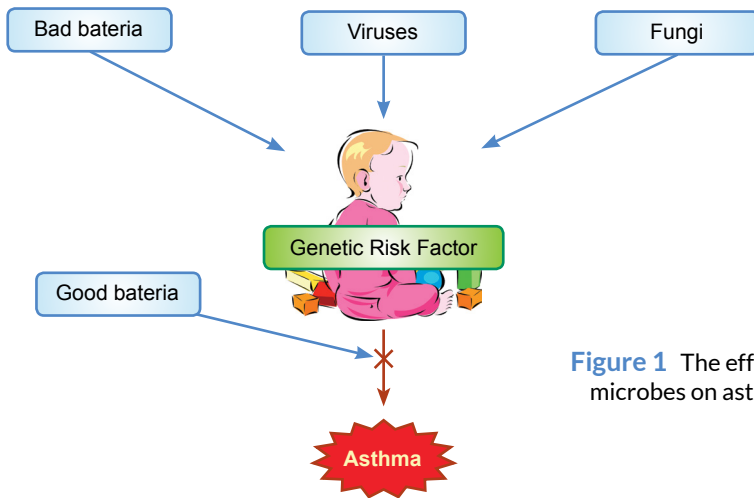 Bad bateria
Viruses
Fungi
Genetic Risk Factor
Good bateria
Figure 1 The eff
microbes on ast
Asthma